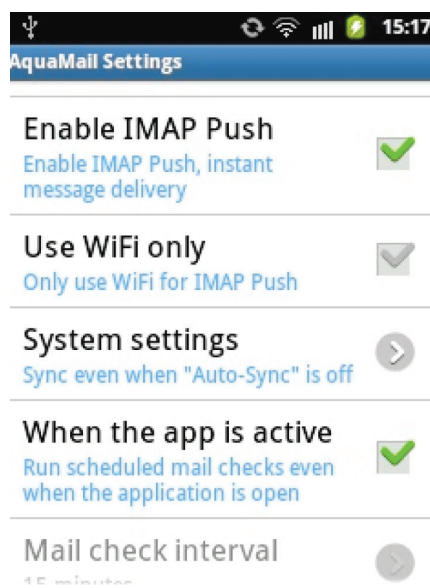 15:17
AquaMail Settings
Enable IMAP Push
Enable IMAP Push, instant
message delivery
Use WiFi only
Only use WiFi for IMAP Push
System settings
Sync even when "Auto-Sync" is off
When the app is active
Run scheduled mail checks even
when the application is open
Mail check interval
15 minutes